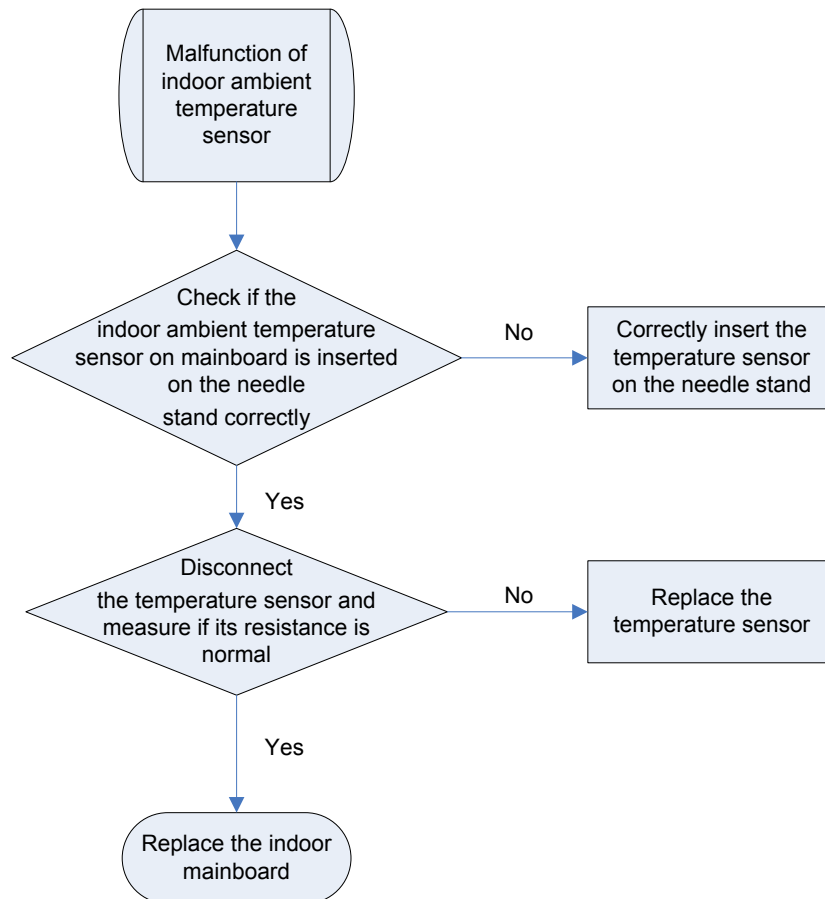 Malfunction of
indoor ambient
temperature
sensor
Check if the
indoor ambient temperature
sensor on mainboard is inserted
on the needle
stand correctly
No
Correctly insert the
temperature sensor
on the needle stand
Yes
Disconnect
the temperature sensor and
measure if its resistance is
normal
No
Replace the
temperature sensor
Yes
Replace the indoor
mainboard